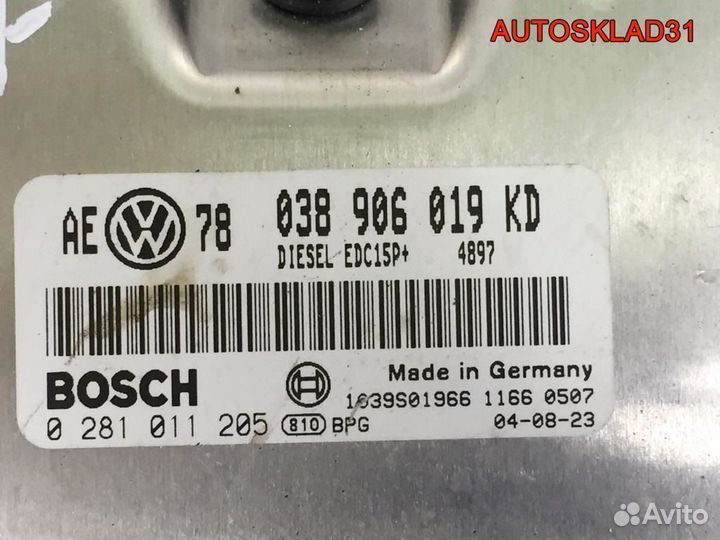 AUTOSKLAD31
AE 78 038 906 019 KD
DIESEL EDC15P+ 4897
BOSCH Made in Germany
1039S01966 1166 0507
0 281 011 205 810 BPG 04-08-23
Avito